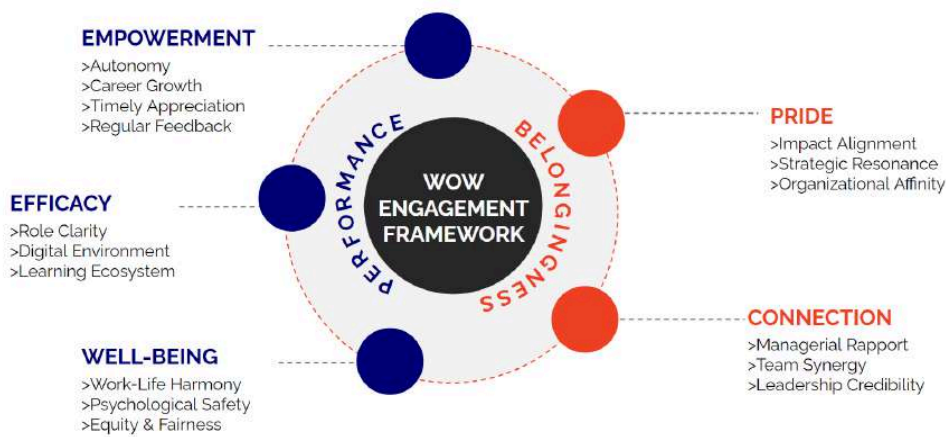 EMPOWERMENT
>Autonomy
>Career Growth
>Timely Appreciation
>Regular Feedback
EFFICACY
>Role Clarity
>Digital Environment
>Learning Ecosystem
WELL-BEING
>Work-Life Harmony
>Psychological Safety
>Equity & Fairness
PERFORMANCE
WOW
ENGAGEMENT
FRAMEWORK
BELONGINGNESS
PRIDE
>Impact Alignment
>Strategic Resonance
>Organizational Affinity
CONNECTION
>Managerial Rapport
>Team Synergy
>Leadership Credibility